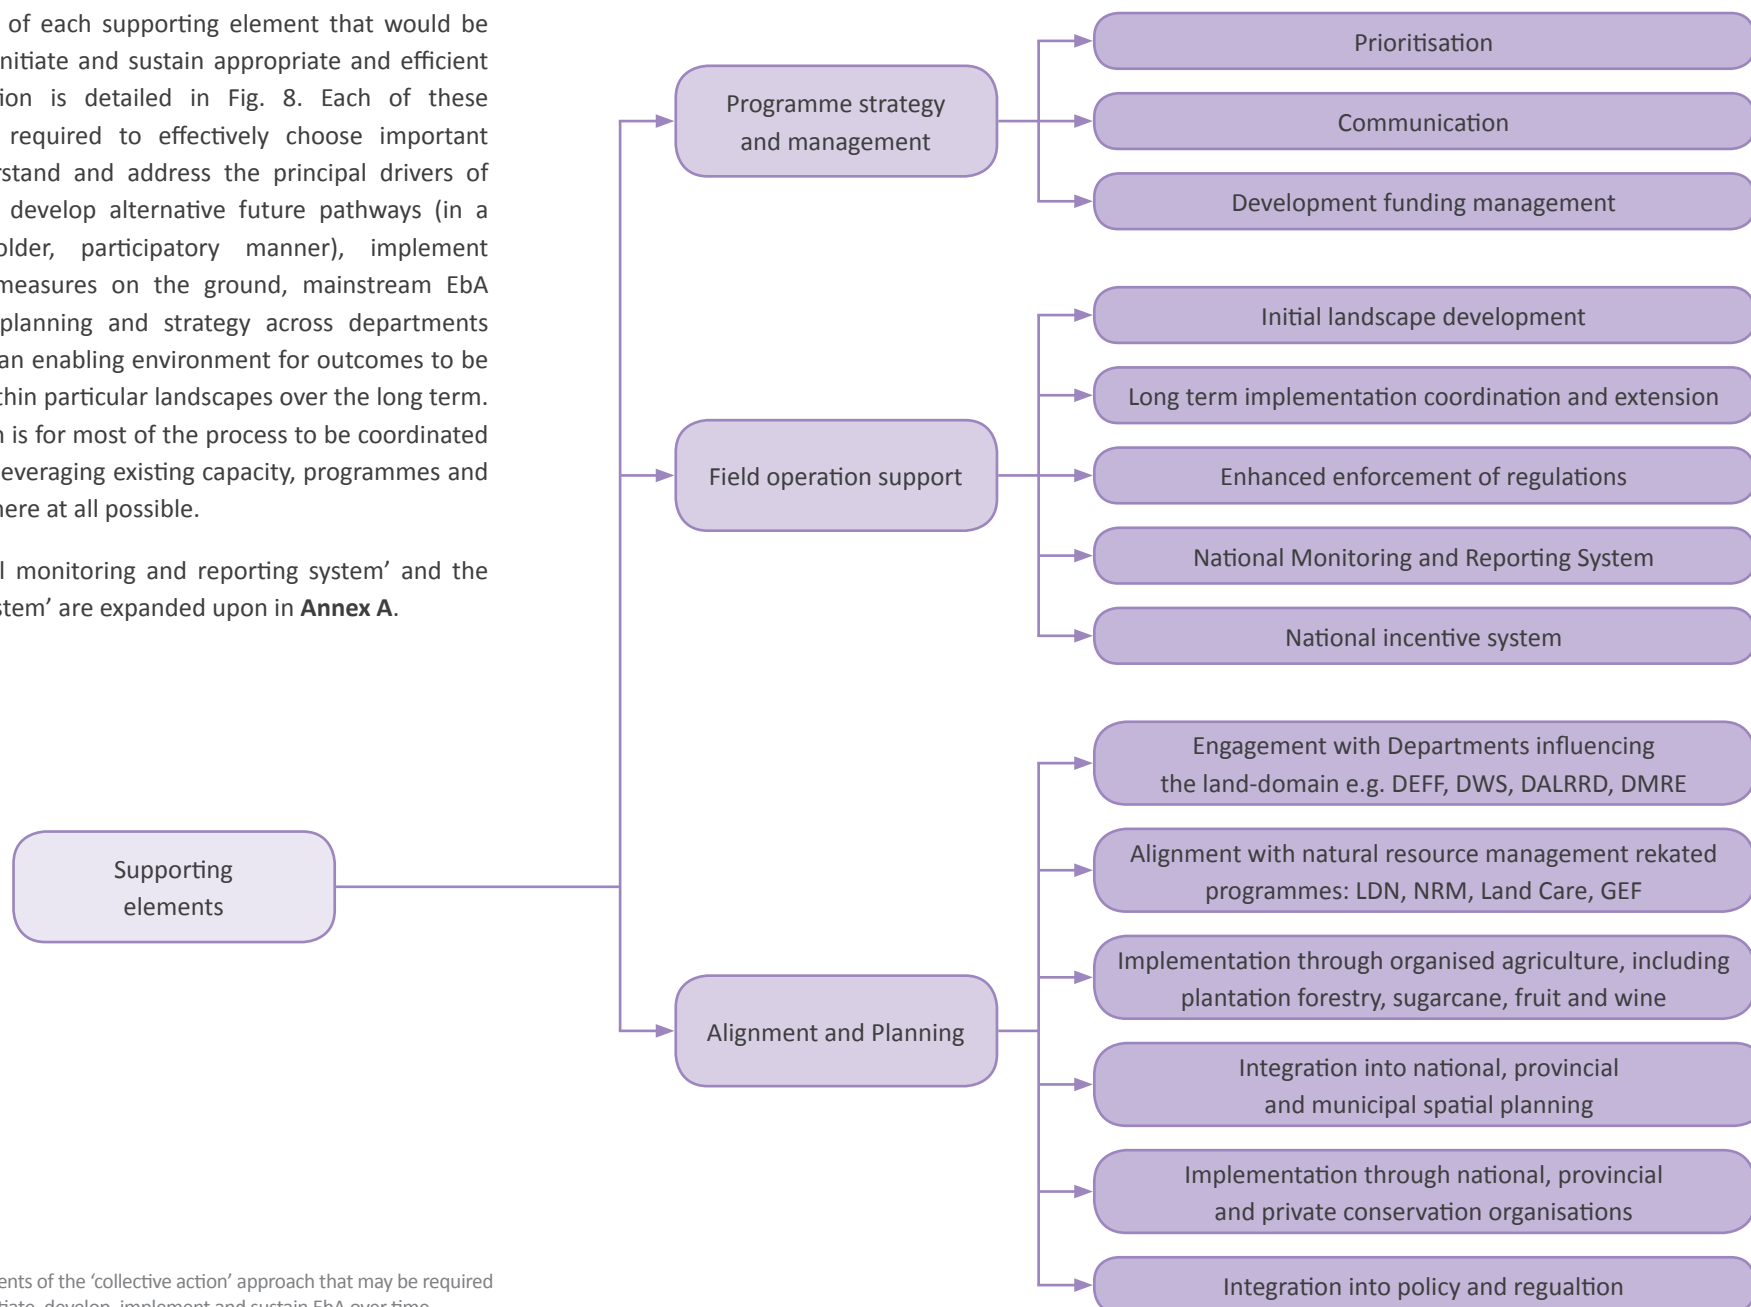 of each supporting element that would be
nitiate and sustain appropriate and efficient
ion is detailed in Fig. 8. Each of these
required to effectively choose important
rstand and address the principal drivers of
develop alternative future pathways (in a
older, participatory manner), implement
measures on the ground, mainstream EbA
planning and strategy across departments
an enabling environment for outcomes to be
thin particular landscapes over the long term.
n is for most of the process to be coordinated
leveraging existing capacity, programmes and
here at all possible.
l monitoring and reporting system’ and the
stem’ are expanded upon in Annex A.
Supporting
elements
Programme strategy
and management
Prioritisation
Communication
Development funding management
Field operation support
Initial landscape development
Long term implementation coordination and extension
Enhanced enforcement of regulations
National Monitoring and Reporting System
National incentive system
Alignment and Planning
Engagement with Departments influencing
the land-domain e.g. DEFF, DWS, DALRRD, DMRE
Alignment with natural resource management rekated
programmes: LDN, NRM, Land Care, GEF
Implementation through organised agriculture, including
plantation forestry, sugarcane, fruit and wine
Integration into national, provincial
and municipal spatial planning
Implementation through national, provincial
and private conservation organisations
Integration into policy and regualtion
ents of the ‘collective action’ approach that may be required
tiate, develop, implement and sustain EbA over time